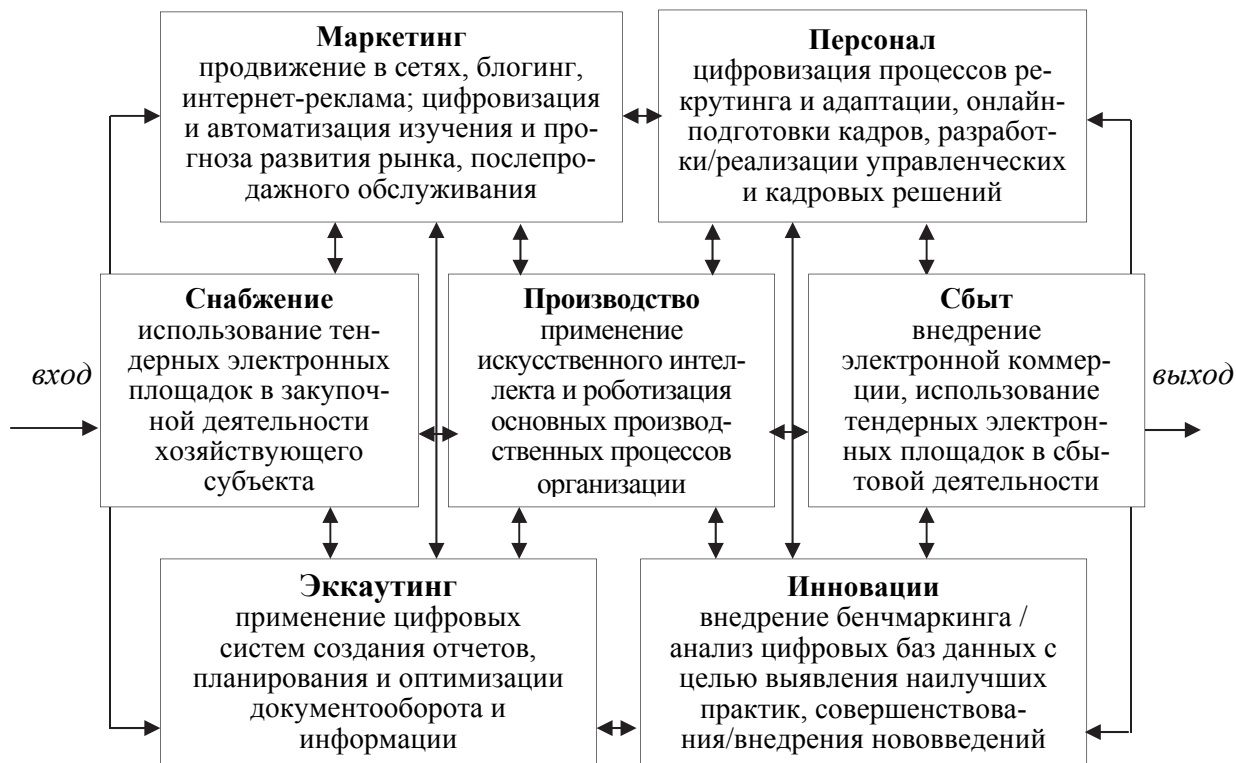 Маркетинг
продвижение в сетях, блогинг,
интернет-реклама; цифровизация
и автоматизация изучения и про-
гноза развития рынка, послепро-
дажного обслуживания
Персонал
цифровизация процессов ре-
крутинга и адаптации, онлайн-
подготовки кадров, разработ-
ки/реализации управленческих
и кадровых решений
вход
Снабжение
использование тен-
дерных электронных
площадок в закупоч-
ной деятельности
хозяйствующего
субъекта
Производство
применение
искусственного интел-
лекта и роботизация
основных производ-
ственных процессов
организации
Сбыт
внедрение
электронной коммер-
ции, использование
тендерных электрон-
ных площадок в сбы-
товой деятельности
выход
Эккаутинг
применение цифровых
систем создания отчетов,
планирования и оптимизации
документооборота и
информации
Инновации
внедрение бенчмаркинга /
анализ цифровых баз данных с
целью выявления наилучших
практик, совершенствова-
ния/внедрения нововведений